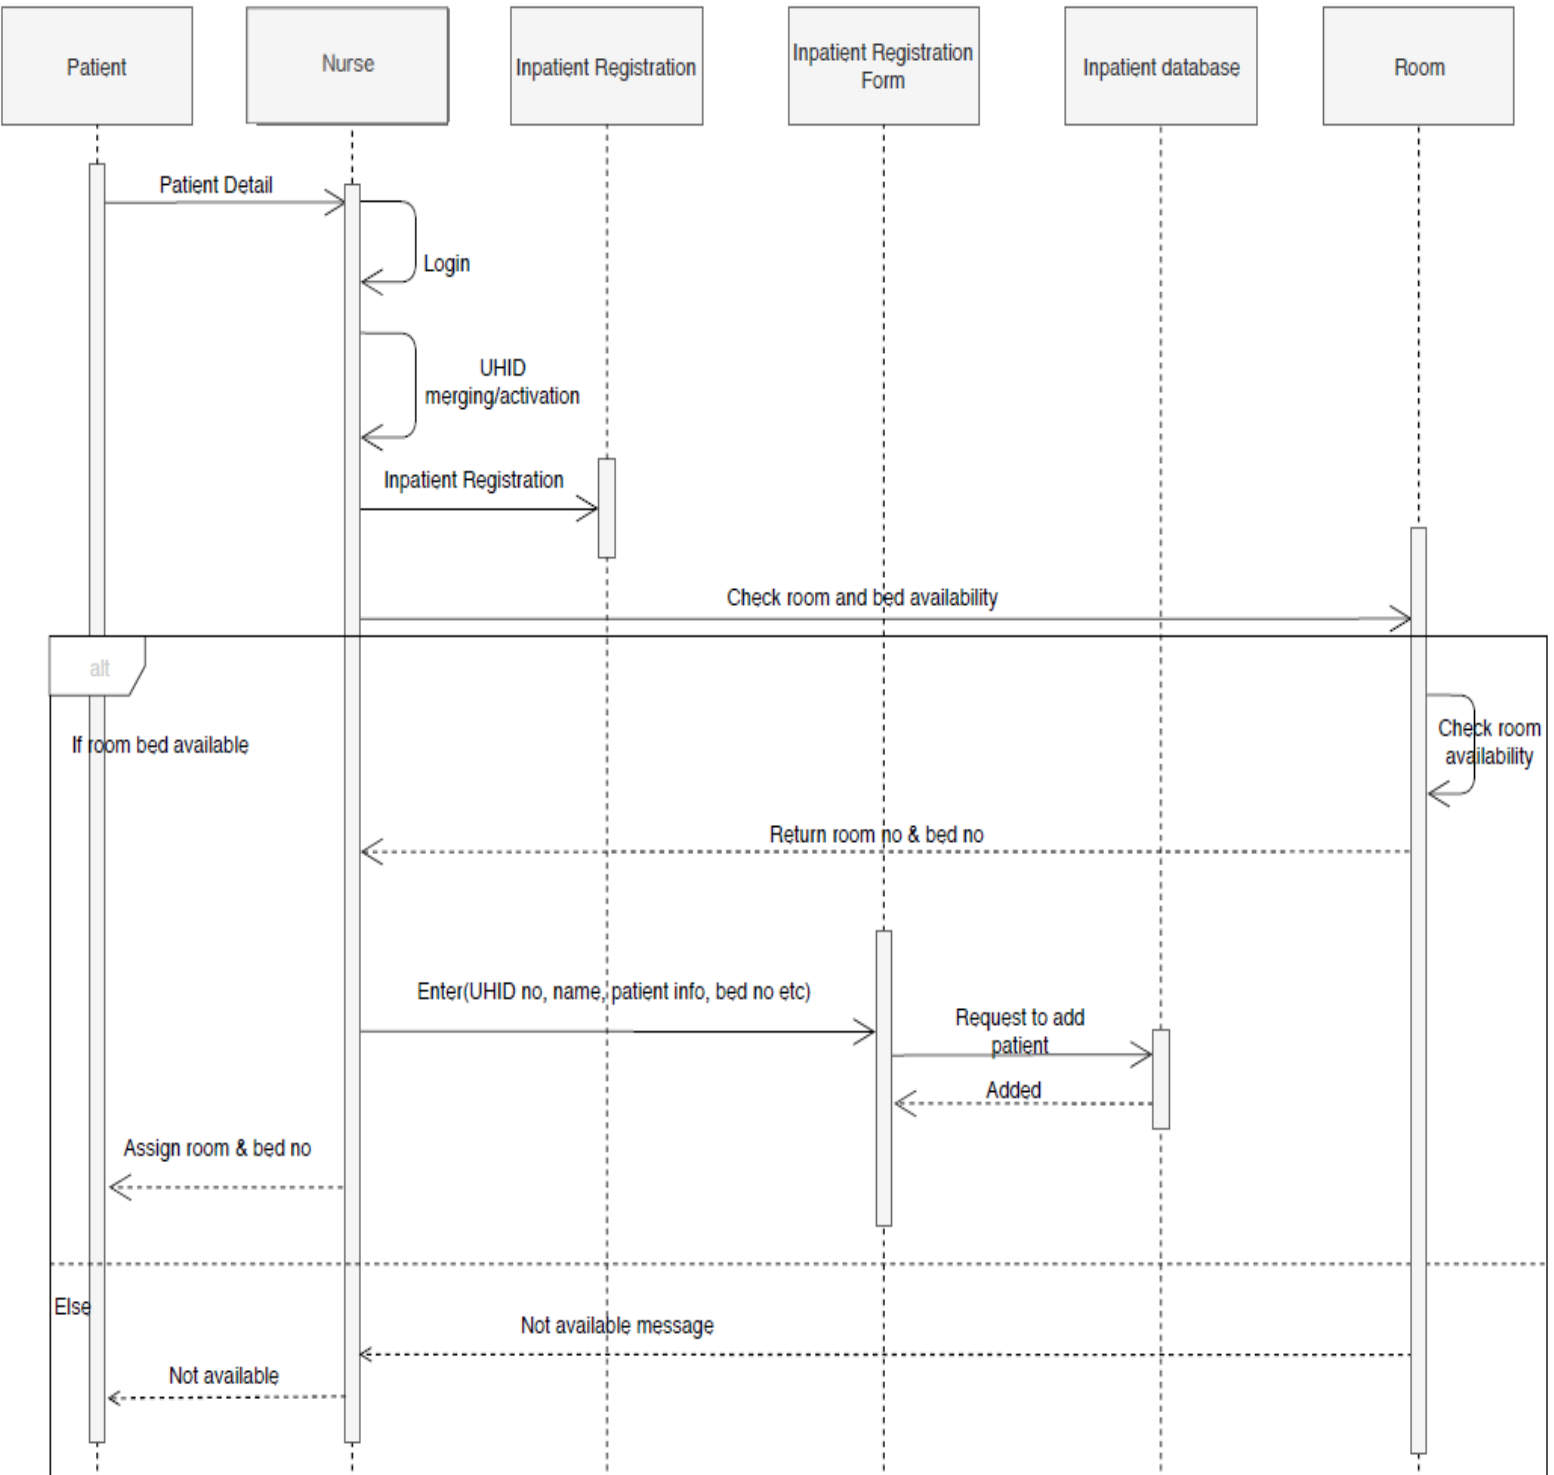 Patient
Nurse
Inpatient Registration
Inpatient Registration
Form
Inpatient database
Room
Patient Detail
Login
UHID
merging/activation
Inpatient Registration
Check room and bed availability
alt
If room bed available
Check room
availability
Return room no & bed no
Enter(UHID no, name, patient info, bed no etc)
Request to add
patient
Added
Assign room & bed no
Else
Not available message
Not available